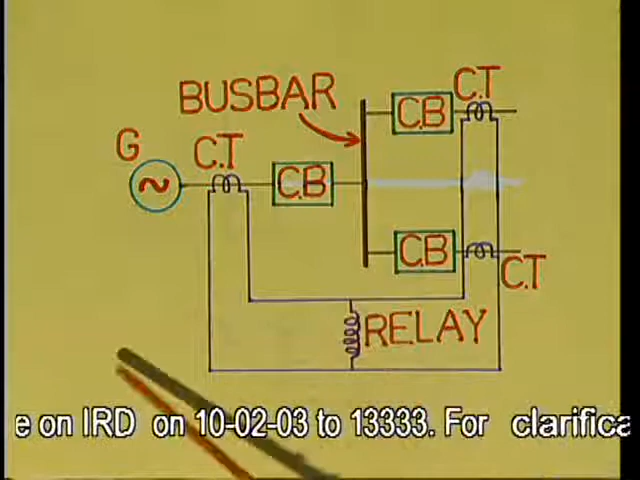 BUSBAR
C.B
C.T
G
C.T
C.B
C.B
C.T
RELAY
e on IRD on 10-02-03 to 13333. For clarifica